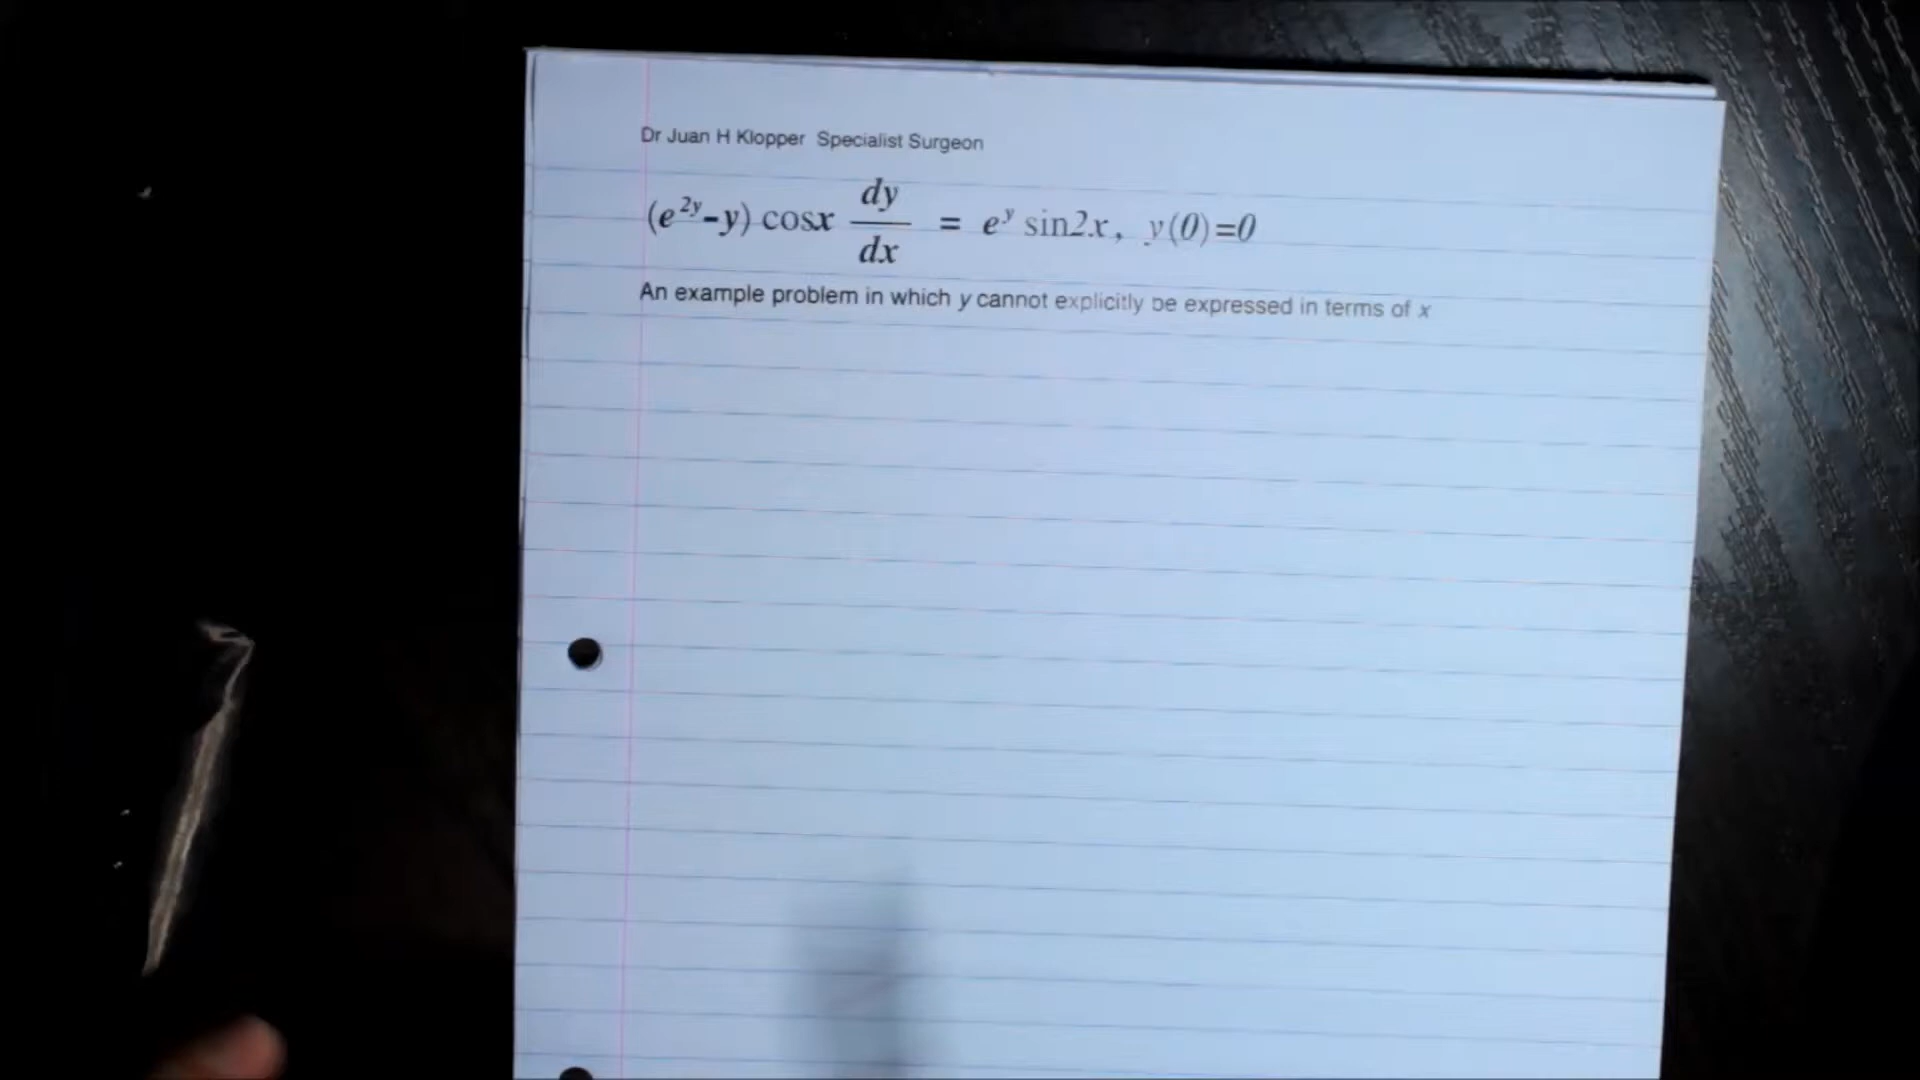 Dr Juan H Klopper Specialist Surgeon
(e^{2y}-y) cosx \frac{dy}{dx} = e^y sin2x, y(0)=0
An example problem in which y cannot explicitly be expressed in terms of x